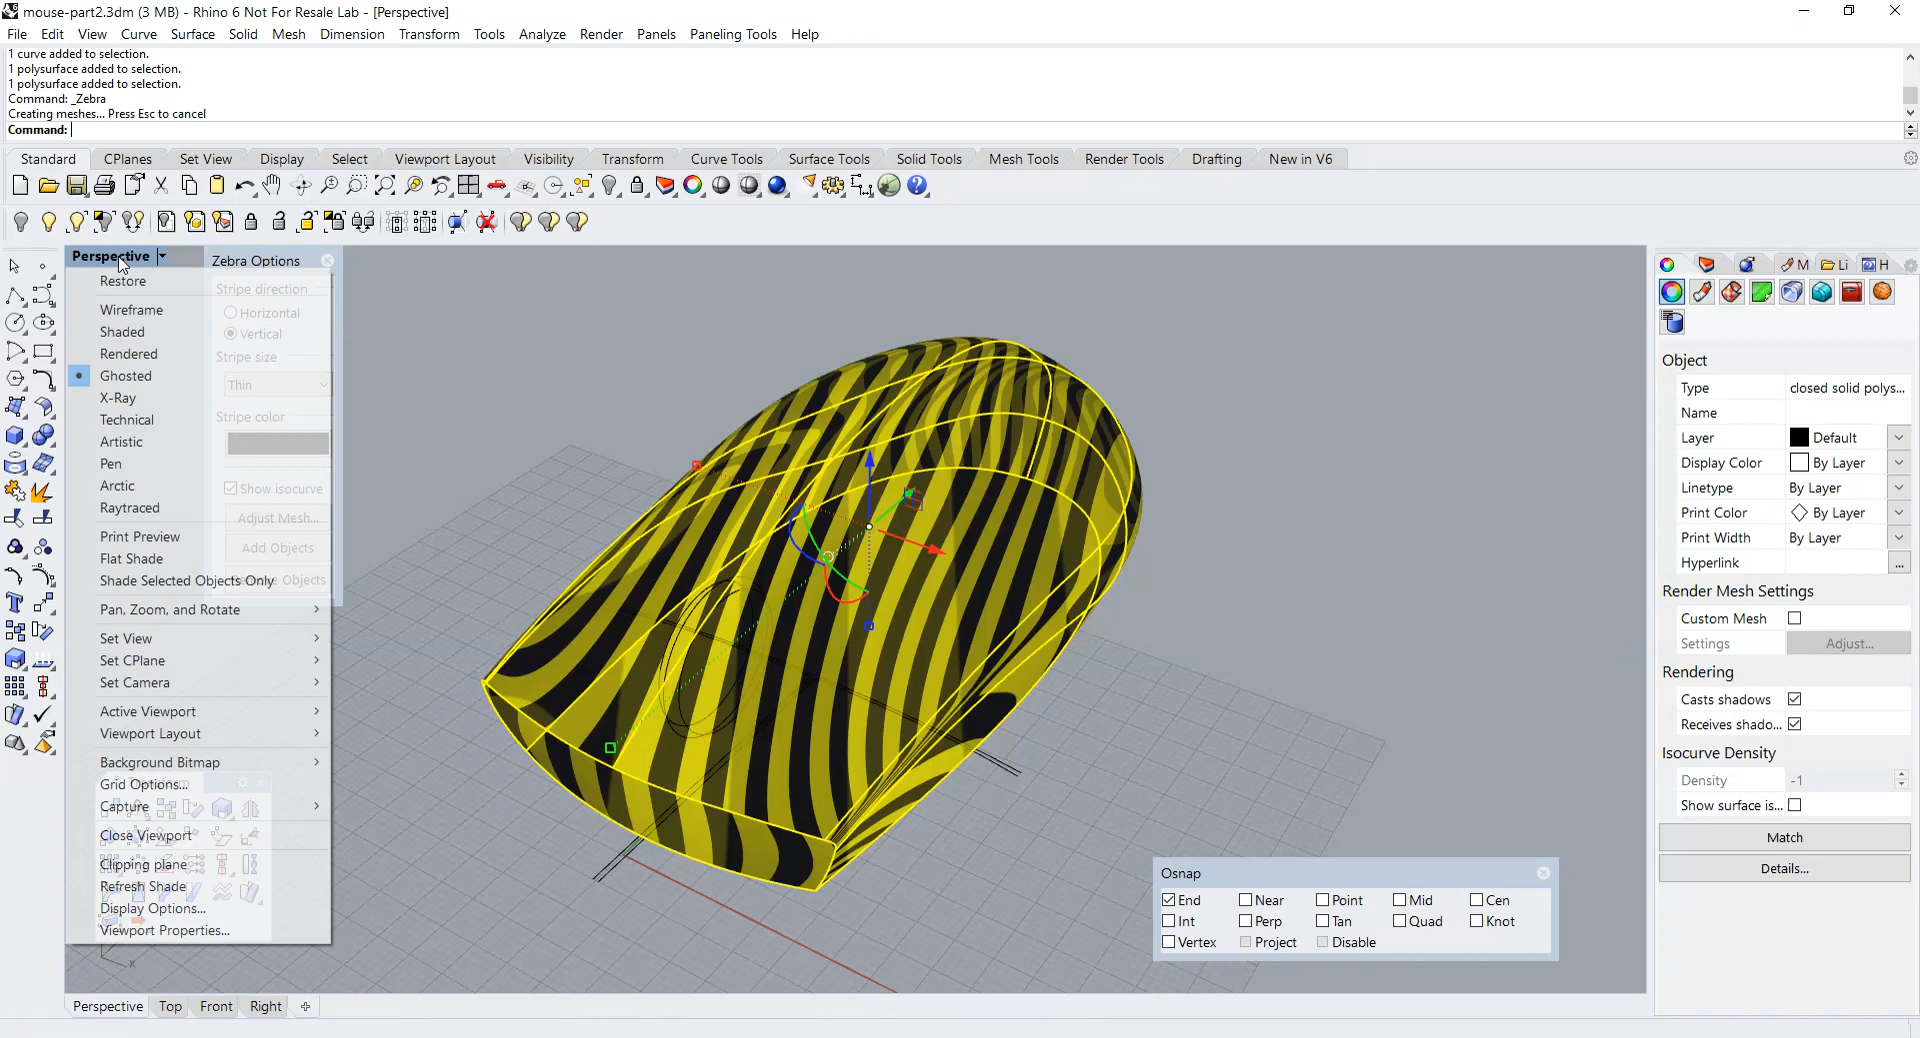 mouse-part2.3dm (3 MB) - Rhino 6 Not For Resale Lab - [Perspective]
File Edit View Curve Surface Solid Mesh Dimension Transform Tools Analyze Render Panels Paneling Tools Help
1 curve added to selection.
1 polysurface added to selection.
1 polysurface added to selection.
Command: _Zebra
Creating meshes... Press Esc to cancel
Command:
Standard CPlanes Set View Display Select Viewport Layout Visibility Transform Curve Tools Surface Tools Solid Tools Mesh Tools Render Tools Drafting New in V6
Perspective
Restore
Wireframe
Shaded
Rendered
Ghosted
X-Ray
Technical
Artistic
Pen
Arctic
Raytraced
Print Preview
Flat Shade
Shade Selected Objects Only
Pan, Zoom, and Rotate
Set View
Set CPlane
Set Camera
Active Viewport
Viewport Layout
Background Bitmap
Grid Options...
Capture
Close Viewport
Clipping plane
Refresh Shade
Display Options...
Viewport Properties...
Zebra Options
Stripe direction
Horizontal
Vertical
Stripe size
Thin
Stripe color
Show isocurve
Adjust Mesh...
Add Objects
Objects
x
Osnap
End Near Point Mid Cen
Int Perp Tan Quad Knot
Vertex Project Disable
M Li H
Object
Type closed solid polys...
Name
Layer Default
Display Color By Layer
Linetype By Layer
Print Color By Layer
Print Width By Layer
Hyperlink ...
Render Mesh Settings
Custom Mesh
Settings Adjust...
Rendering
Casts shadows
Receives shado...
Isocurve Density
Density -1
Show surface is...
Match
Details...
Perspective Top Front Right